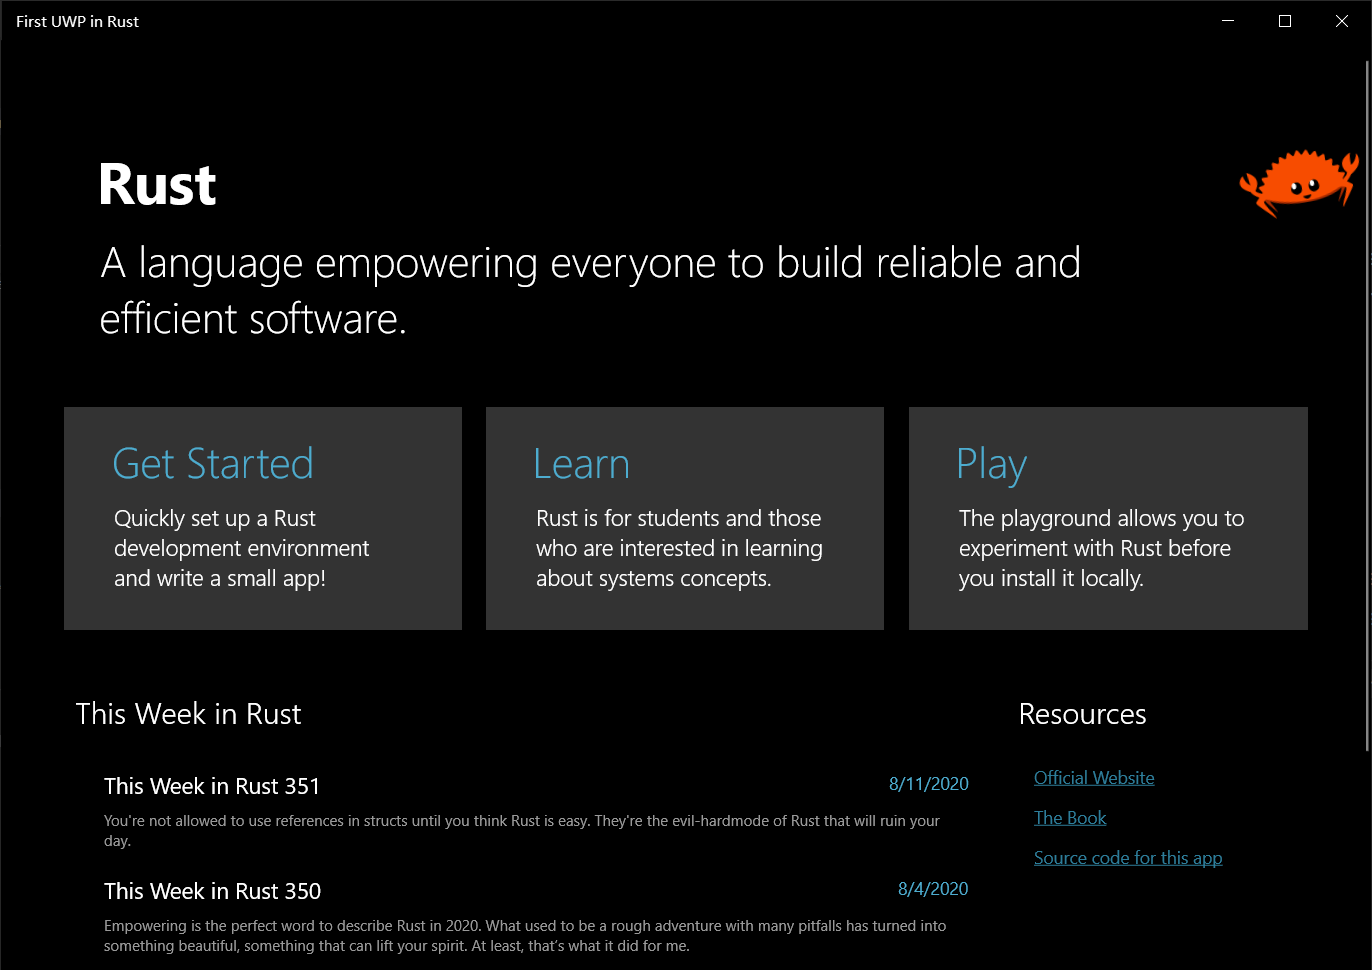 First UWP in Rust
Rust
A language empowering everyone to build reliable and
efficient software.
Get Started
Quickly set up a Rust
development environment
and write a small app!
Learn
Rust is for students and those
who are interested in learning
about systems concepts.
Play
The playground allows you to
experiment with Rust before
you install it locally.
This Week in Rust
This Week in Rust 351
8/11/2020
You're not allowed to use references in structs until you think Rust is easy. They're the evil-hardmode of Rust that will ruin your
day.
This Week in Rust 350
8/4/2020
Empowering is the perfect word to describe Rust in 2020. What used to be a rough adventure with many pitfalls has turned into
something beautiful, something that can lift your spirit. At least, that’s what it did for me.
Resources
Official Website
The Book
Source code for this app